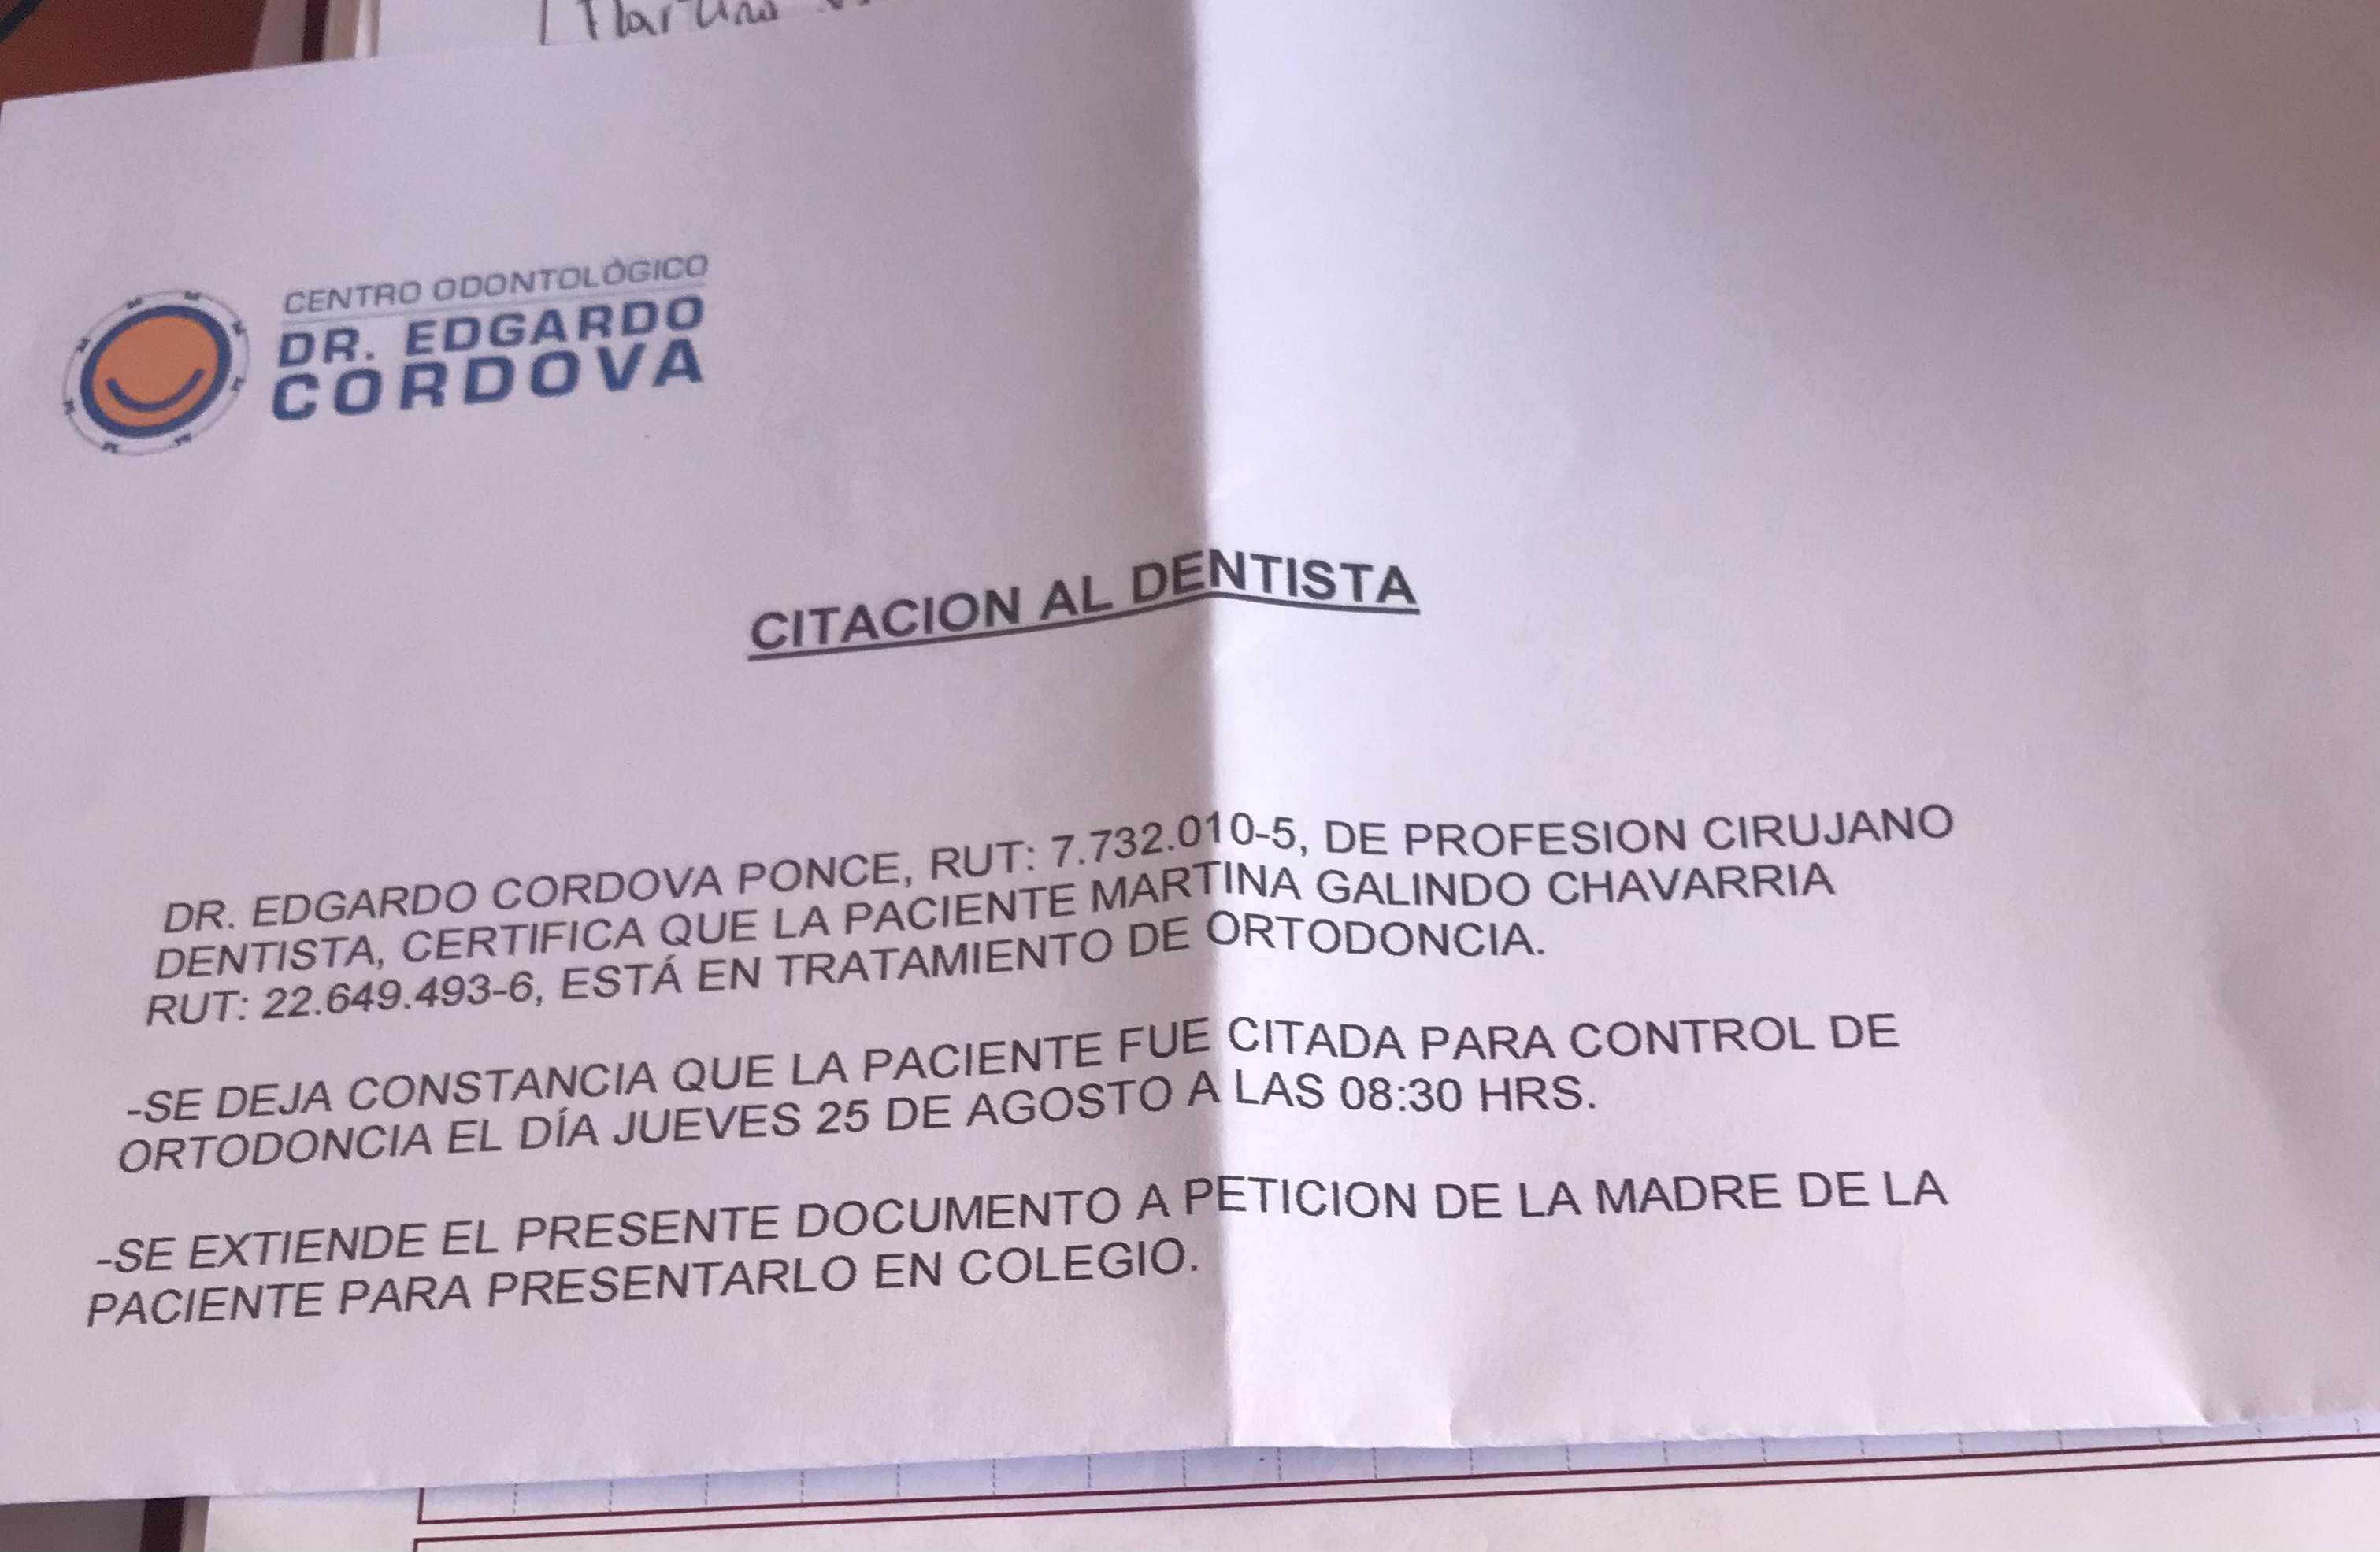 Martina
CENTRO ODONTOLÓGICO
DR. EDGARDO
CORDOVA
CITACION AL DENTISTA
DR. EDGARDO CORDOVA PONCE, RUT: 7.732.010-5, DE PROFESION CIRUJANO
DENTISTA, CERTIFICA QUE LA PACIENTE MARTINA GALINDO CHAVARRIA
RUT: 22.649.493-6, ESTÁ EN TRATAMIENTO DE ORTODONCIA.
-SE DEJA CONSTANCIA QUE LA PACIENTE FUE CITADA PARA CONTROL DE
ORTODONCIA EL DÍA JUEVES 25 DE AGOSTO A LAS 08:30 HRS.
-SE EXTIENDE EL PRESENTE DOCUMENTO A PETICION DE LA MADRE DE LA
PACIENTE PARA PRESENTARLO EN COLEGIO.